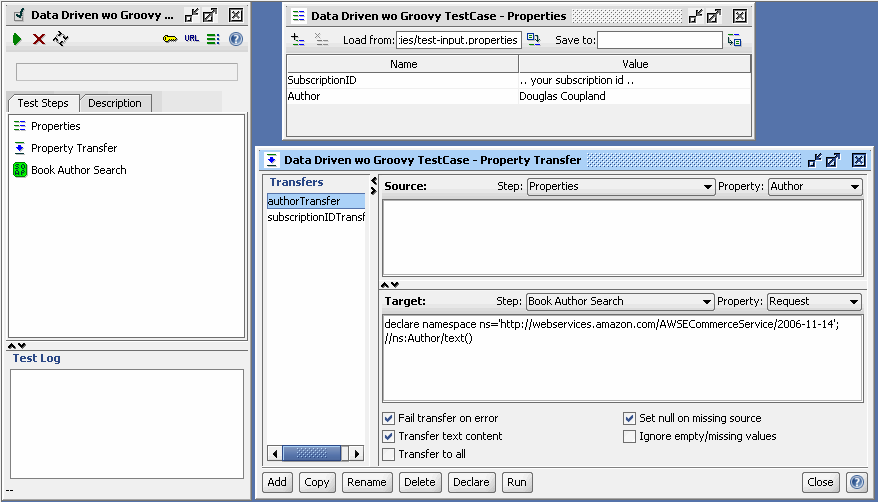 Data Driven wo Groovy ...
URL
Test Steps
Description
Properties
Property Transfer
Book Author Search
Test Log
--
Data Driven wo Groovy TestCase - Properties
Load from: :ies/test-input.properties Save to:
Name Value
SubscriptionID .. your subscription id ..
Author Douglas Coupland
Data Driven wo Groovy TestCase - Property Transfer
Transfers
authorTransfer
subscriptionIDTransf
Source: Step: Properties Property: Author
Target: Step: Book Author Search Property: Request
declare namespace ns='http://webservices.amazon.com/AWSECommerceService/2006-11-14';
//ns:Author/text()
Fail transfer on error Set null on missing source
Transfer text content Ignore empty/missing values
Transfer to all
Add Copy Rename Delete Declare Run Close